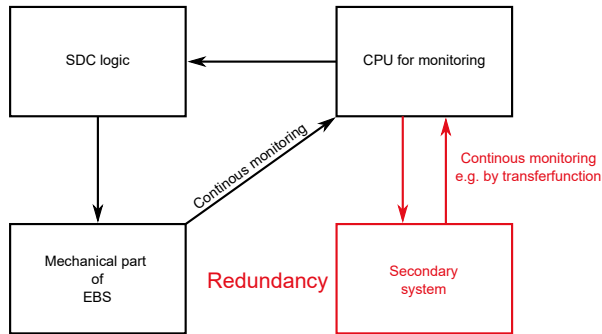 SDC logic
CPU for monitoring
Continous monitoring
Continous monitoring
e.g. by transferfunction
Mechanical part
of
EBS
Redundancy
Secondary
system